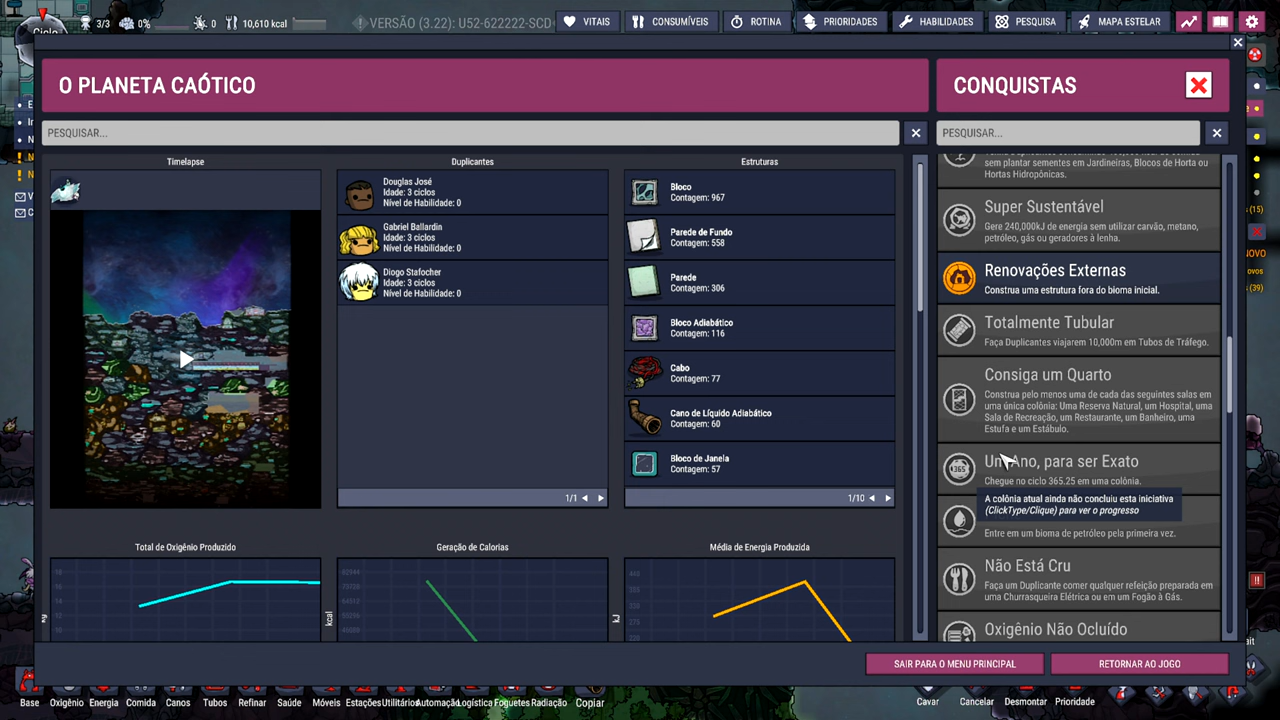 3/3
0%
0
10,610 kcal
VERSÃO (3.22): U52-622222-SCD
VITAIS
CONSUMÍVEIS
ROTINA
PRIORIDADES
HABILIDADES
PESQUISA
MAPA ESTELAR
Ciclo
O PLANETA CAÓTICO
CONQUISTAS
PESQUISAR...
PESQUISAR...
Timelapse
Duplicantes
Douglas José
Idade: 3 ciclos
Nível de Habilidade: 0
Gabriel Ballardin
Idade: 3 ciclos
Nível de Habilidade: 0
Diogo Stafocher
Idade: 3 ciclos
Nível de Habilidade: 0
1/1
Estruturas
Bloco
Contagem: 967
Parede de Fundo
Contagem: 558
Parede
Contagem: 306
Bloco Adiabático
Contagem: 116
Cabo
Contagem: 77
Cano de Líquido Adiabático
Contagem: 60
Bloco de Janela
Contagem: 57
1/10
sem plantar sementes em Jardineiras, Blocos de Horta ou
Hortas Hidropônicas.
Super Sustentável
Gere 240,000kJ de energia sem utilizar carvão, metano,
petróleo, gás ou geradores à lenha.
Renovações Externas
Construa uma estrutura fora do bioma inicial.
Totalmente Tubular
Faça Duplicantes viajarem 10,000m em Tubos de Tráfego.
Consiga um Quarto
Construa pelo menos uma de cada das seguintes salas em
uma única colônia: Uma Reserva Natural, um Hospital, uma
Sala de Recreação, um Restaurante, um Banheiro, uma
Estufa e um Estábulo.
Um Ano, para ser Exato
Chegue no ciclo 365.25 em uma colônia.
A colônia atual ainda não concluiu esta iniciativa
(ClickType/Clique) para ver o progresso
Entre em um bioma de petróleo pela primeira vez.
Não Está Cru
Faça um Duplicante comer qualquer refeição preparada em
uma Churrasqueira Elétrica ou em um Fogão à Gás.
Oxigênio Não Ocluído
Total de Oxigênio Produzido
Geração de Calorias
kcal
Média de Energia Produzida
kJ
SAIR PARA O MENU PRINCIPAL
RETORNAR AO JOGO
(15)
OVO
ovos
(39)
Base
Oxigênio
Energia
Comida
Canos
Tubos
Refinar
Saúde
Móveis
Estações
Utilitários
Automação
Logística
Foguetes
Radiação
Copiar
Cavar
Cancelar
Desmontar
Prioridade